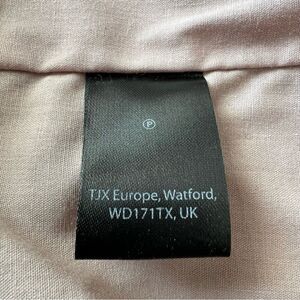 P
TJX Europe, Watford,
WD171TX, UK